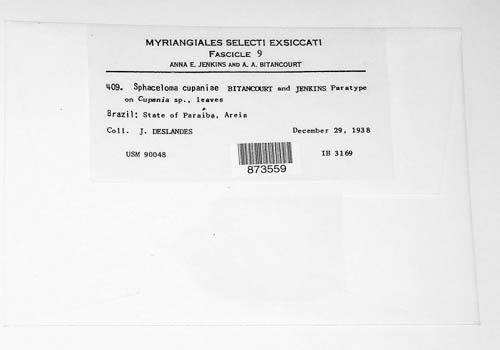 MYRIANGIALES SELECTI EXSICCATI
FASCICLE 9
ANNA E. JENKINS AND A. A. BITANCOURT
409. Sphaceloma cupaniae BITANCOURT and JENKINS Paratype
on Cupania sp., leaves
Brazil: State of Paraíba, Areia
Coll. J. DESLANDES December 29, 1938
USM 90048 IB 3169
873559